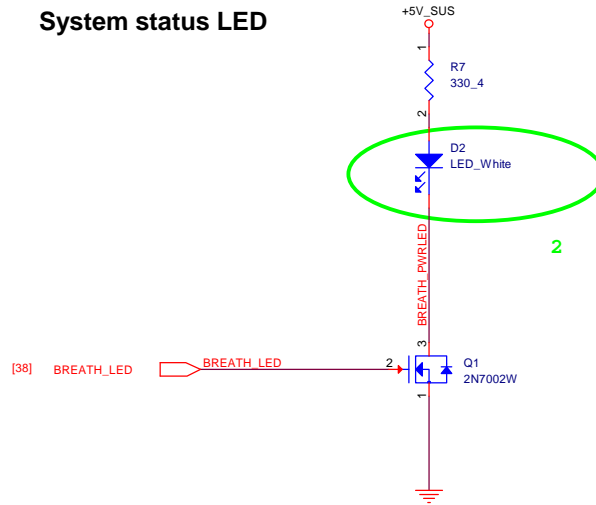 System status LED
+5V_SUS
1
R7
330_4
2
D2
LED_White
2
BREATH_PWRLED
3
[38]
BREATH_LED
BREATH_LED
2
Q1
2N7002W
1